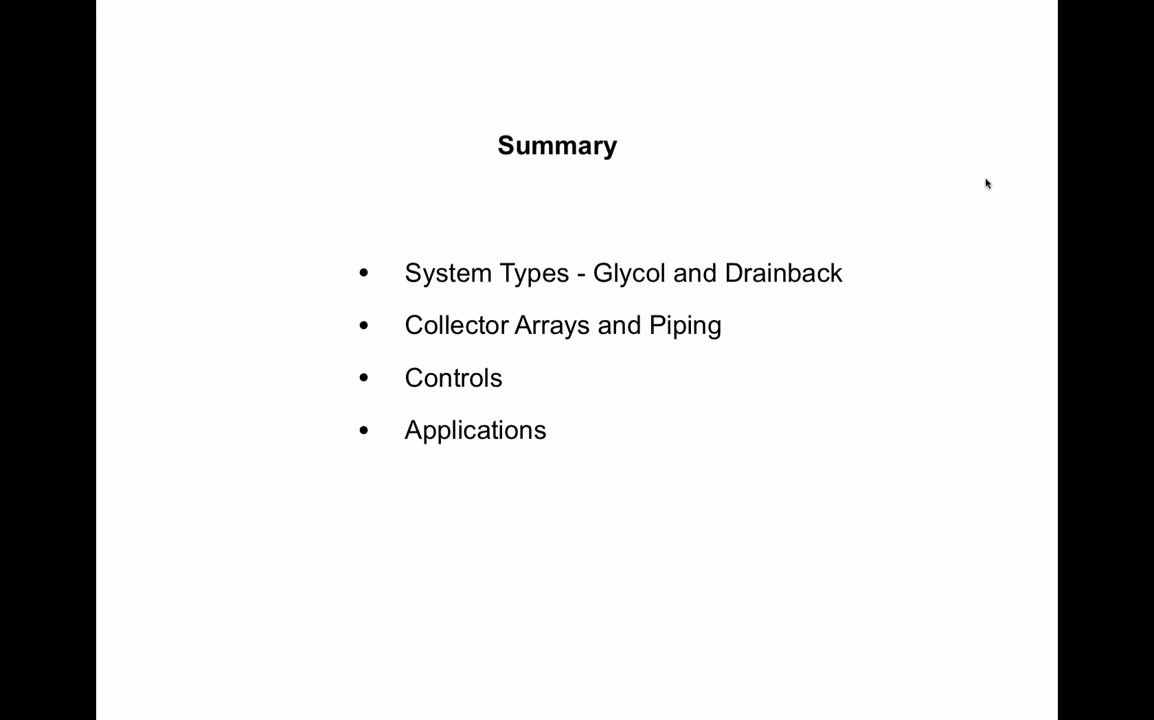 Summary
• System Types - Glycol and Drainback
• Collector Arrays and Piping
• Controls
• Applications